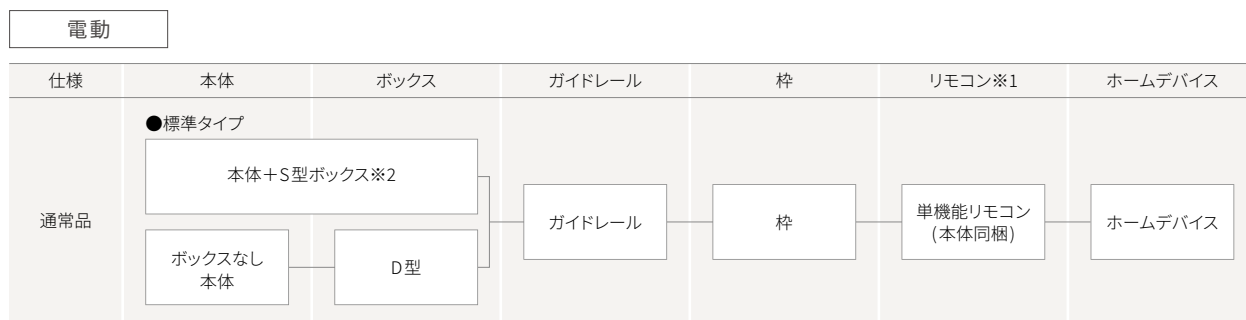 電動
仕様 本体 ボックス ガイドレール 枠 リモコン※1 ホームデバイス
●標準タイプ
本体＋S型ボックス※2
通常品
ボックスなし
本体
D型
ガイドレール
枠
単機能リモコン
(本体同梱)
ホームデバイス